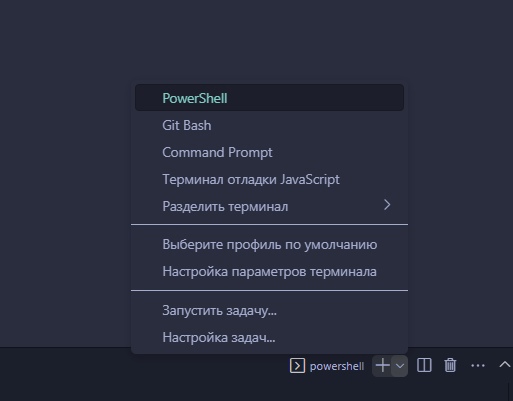 PowerShell
Git Bash
Command Prompt
Терминал отладки JavaScript
Разделить терминал
Выберите профиль по умолчанию
Настройка параметров терминала
Запустить задачу...
Настройка задач...
powershell